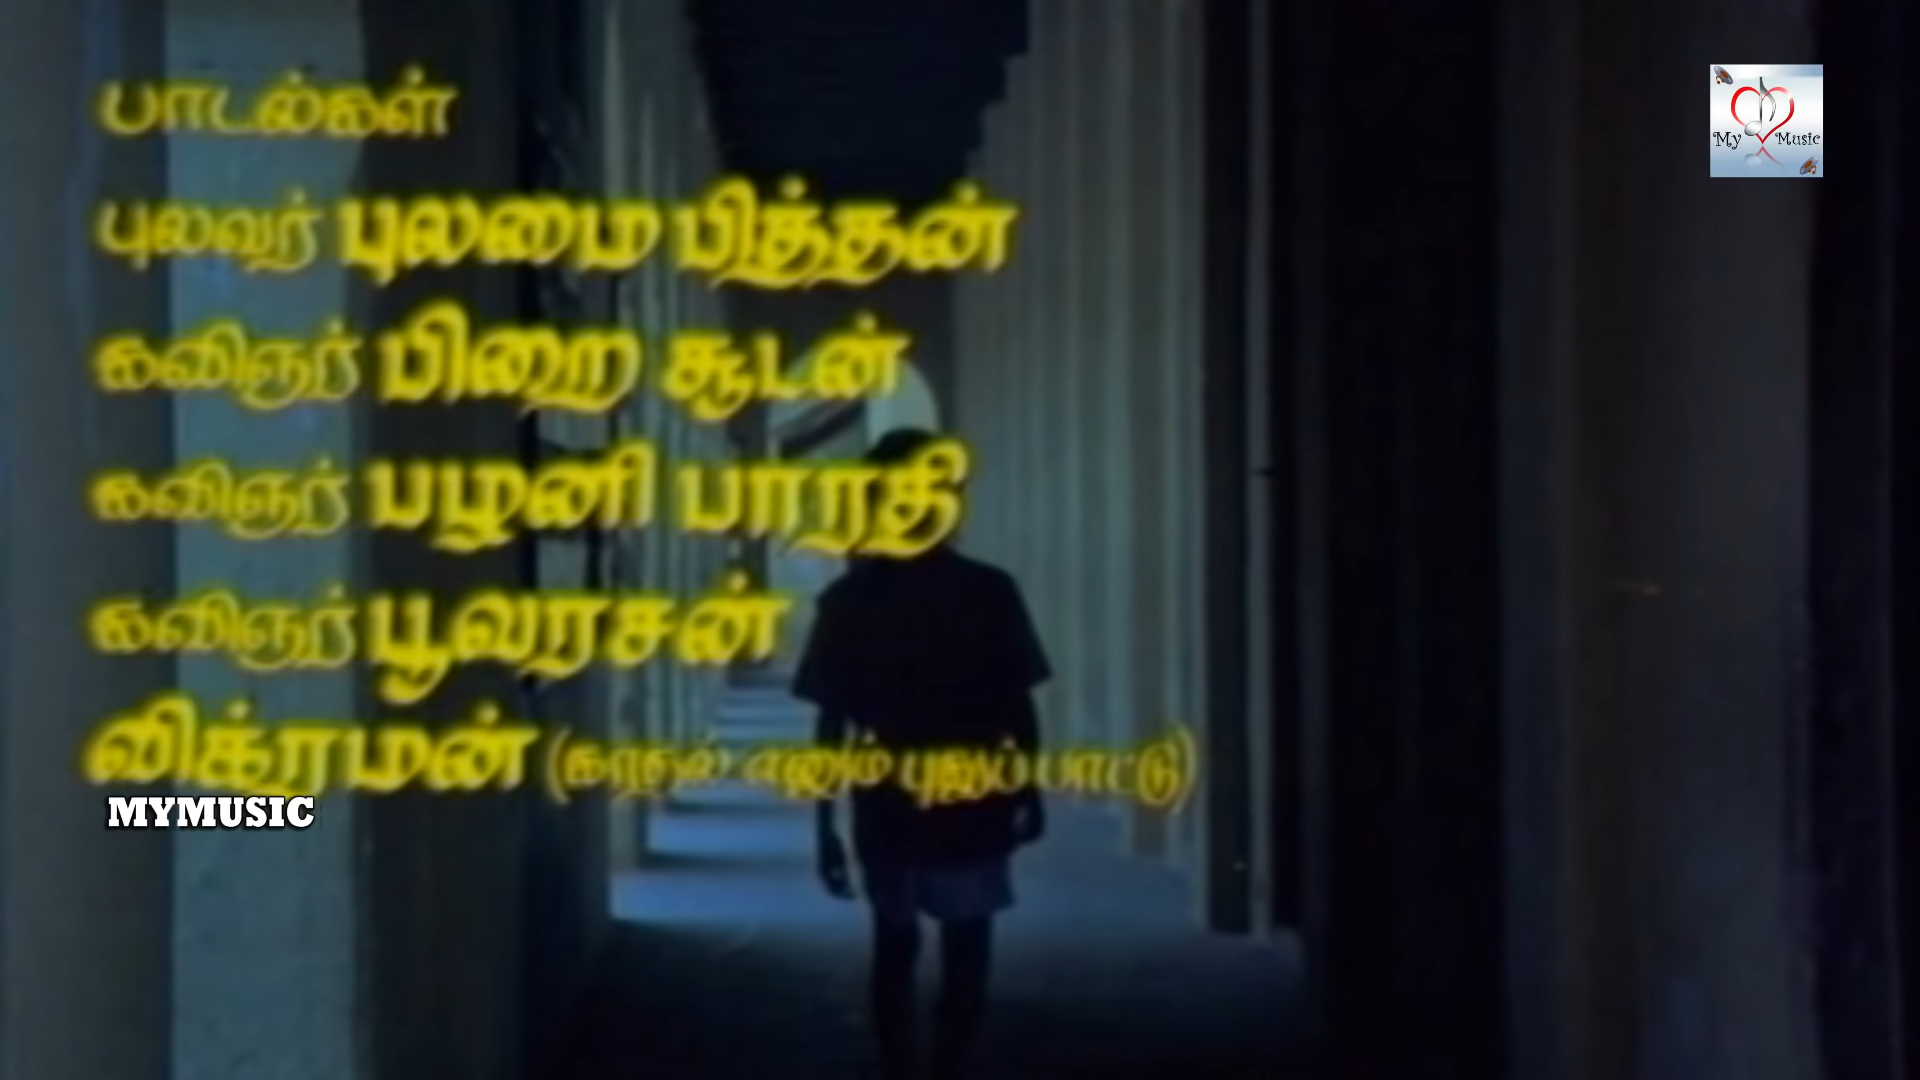 பாடல்கள்
புலவர் புலமை பித்தன்
கவிஞர் பிறை சூடன்
கவிஞர் பழனி பாரதி
கவிஞர் பூவரசன்
விக்ரமன் (காதல் எனும் புதுப்பாட்டு)
MYMUSIC
My Music